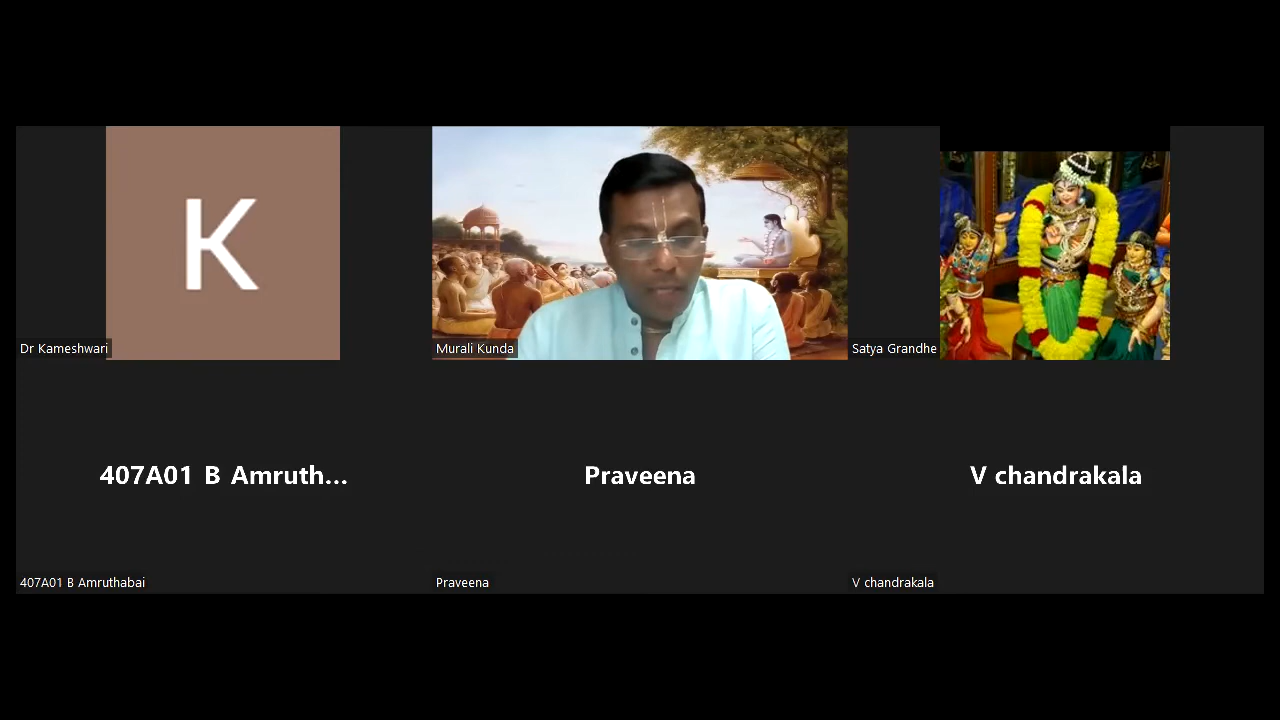 K
Dr Kameshwari
Murali Kunda
Satya Grandhe
407A01 B Amruth...
Praveena
V chandrakala
407A01 B Amruthabai
Praveena
V chandrakala